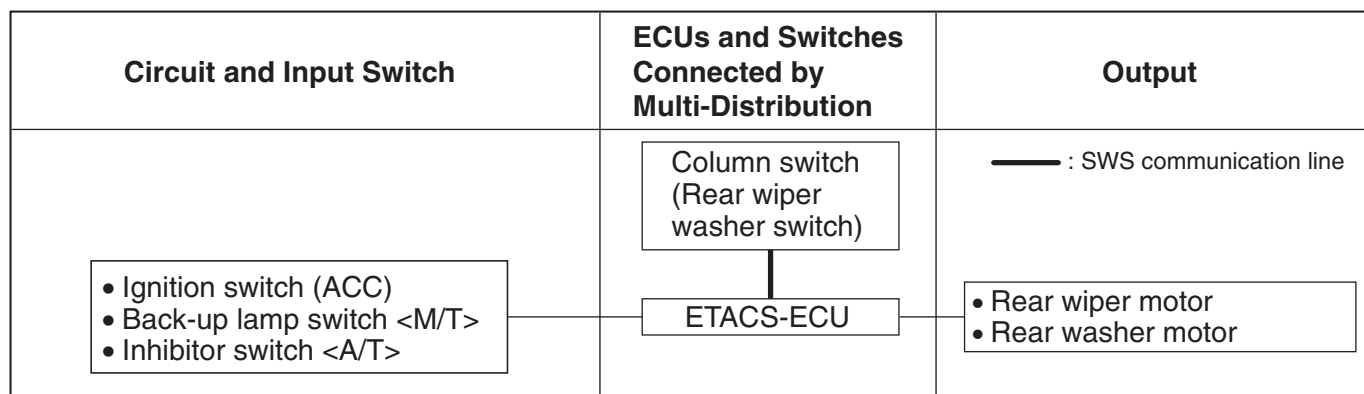 Circuit and Input Switch
ECUs and Switches
Connected by
Multi-Distribution
Output
Column switch
(Rear wiper
washer switch)
: SWS communication line
• Ignition switch (ACC)
• Back-up lamp switch <M/T>
• Inhibitor switch <A/T>
ETACS-ECU
• Rear wiper motor
• Rear washer motor